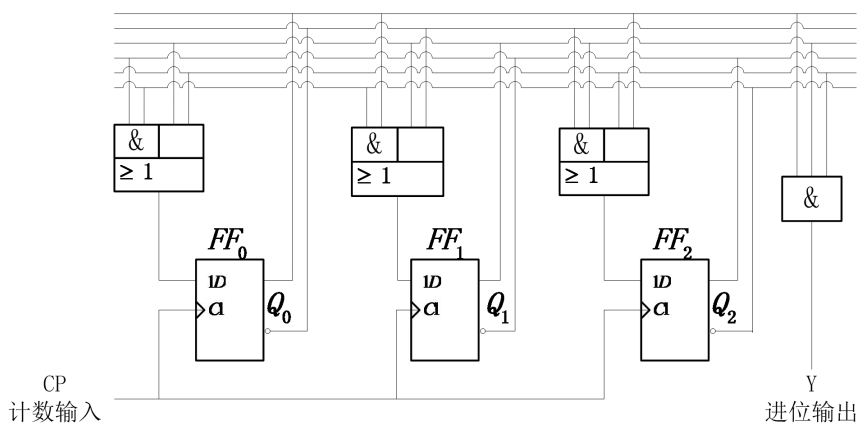 & & & &
≥ 1 ≥ 1 ≥ 1
FF0 FF1 FF2
1D 1D 1D
C1 Q0 C1 Q1 C1 Q2
CP Y
计数输入 进位输出